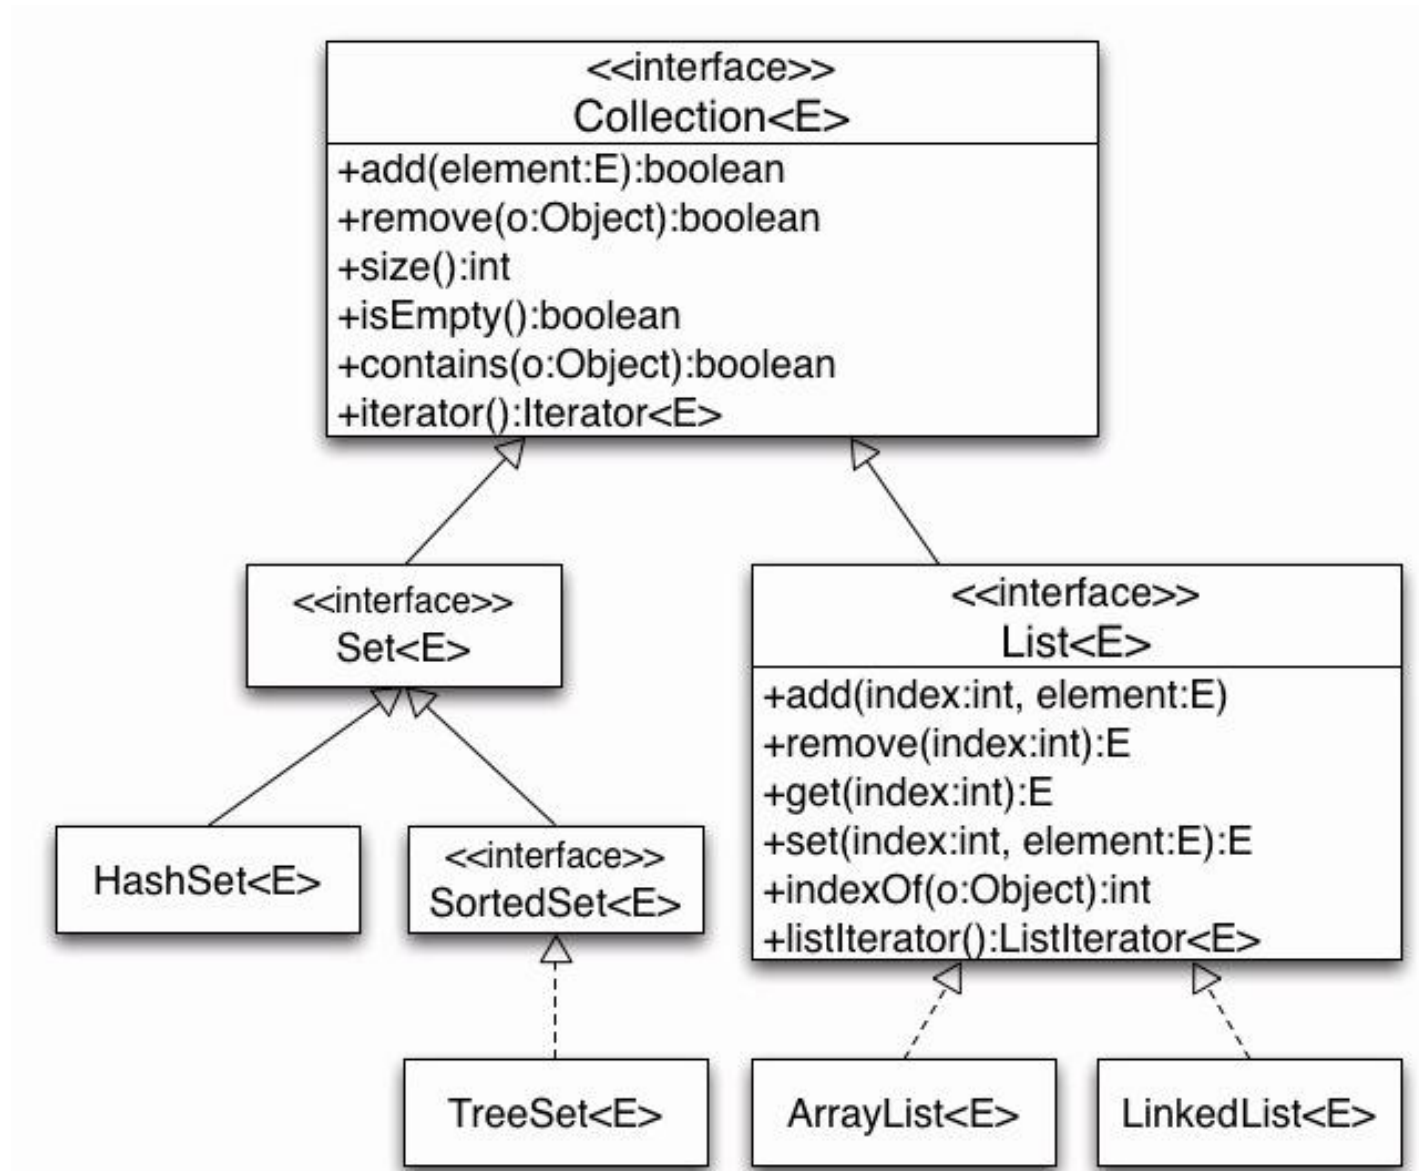 <<interface>>
Collection<E>
+add(element:E):boolean
+remove(o:Object):boolean
+size():int
+isEmpty():boolean
+contains(o:Object):boolean
+iterator():Iterator<E>
<<interface>>
Set<E>
<<interface>>
List<E>
+add(index:int, element:E)
+remove(index:int):E
+get(index:int):E
+set(index:int, element:E):E
+indexOf(o:Object):int
+listIterator():ListIterator<E>
HashSet<E>
<<interface>>
SortedSet<E>
TreeSet<E>
ArrayList<E>
LinkedList<E>